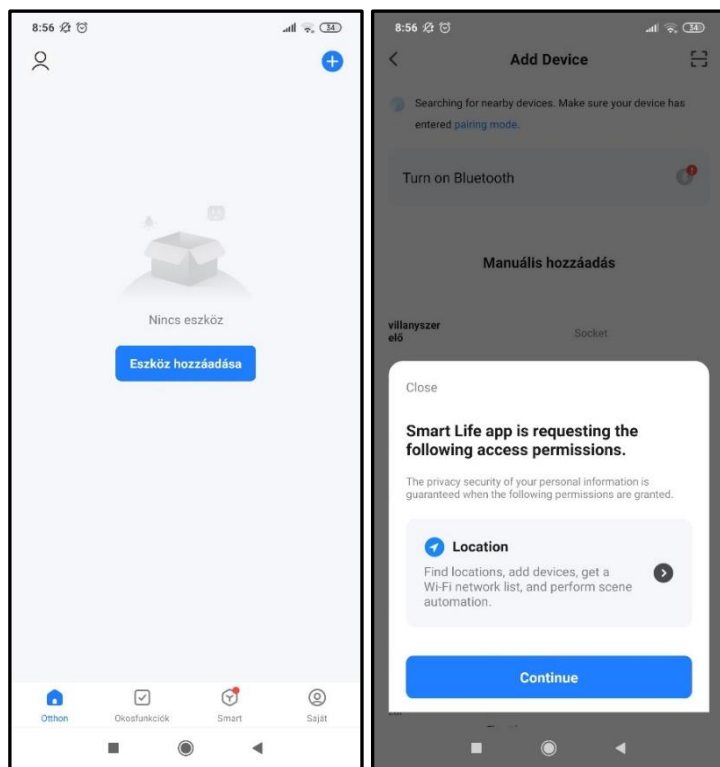 8:56
34
Nincs eszköz
Eszköz hozzáadása
Otthon
Okosfunkciók
Smart
Saját
8:56
34
Add Device
Searching for nearby devices. Make sure your device has
entered pairing mode.
Turn on Bluetooth
Manuális hozzáadás
villanyszer
elő
Socket
Close
Smart Life app is requesting the
following access permissions.
The privacy security of your personal information is
guaranteed when the following permissions are granted.
Location
Find locations, add devices, get a
Wi-Fi network list, and perform scene
automation.
Continue